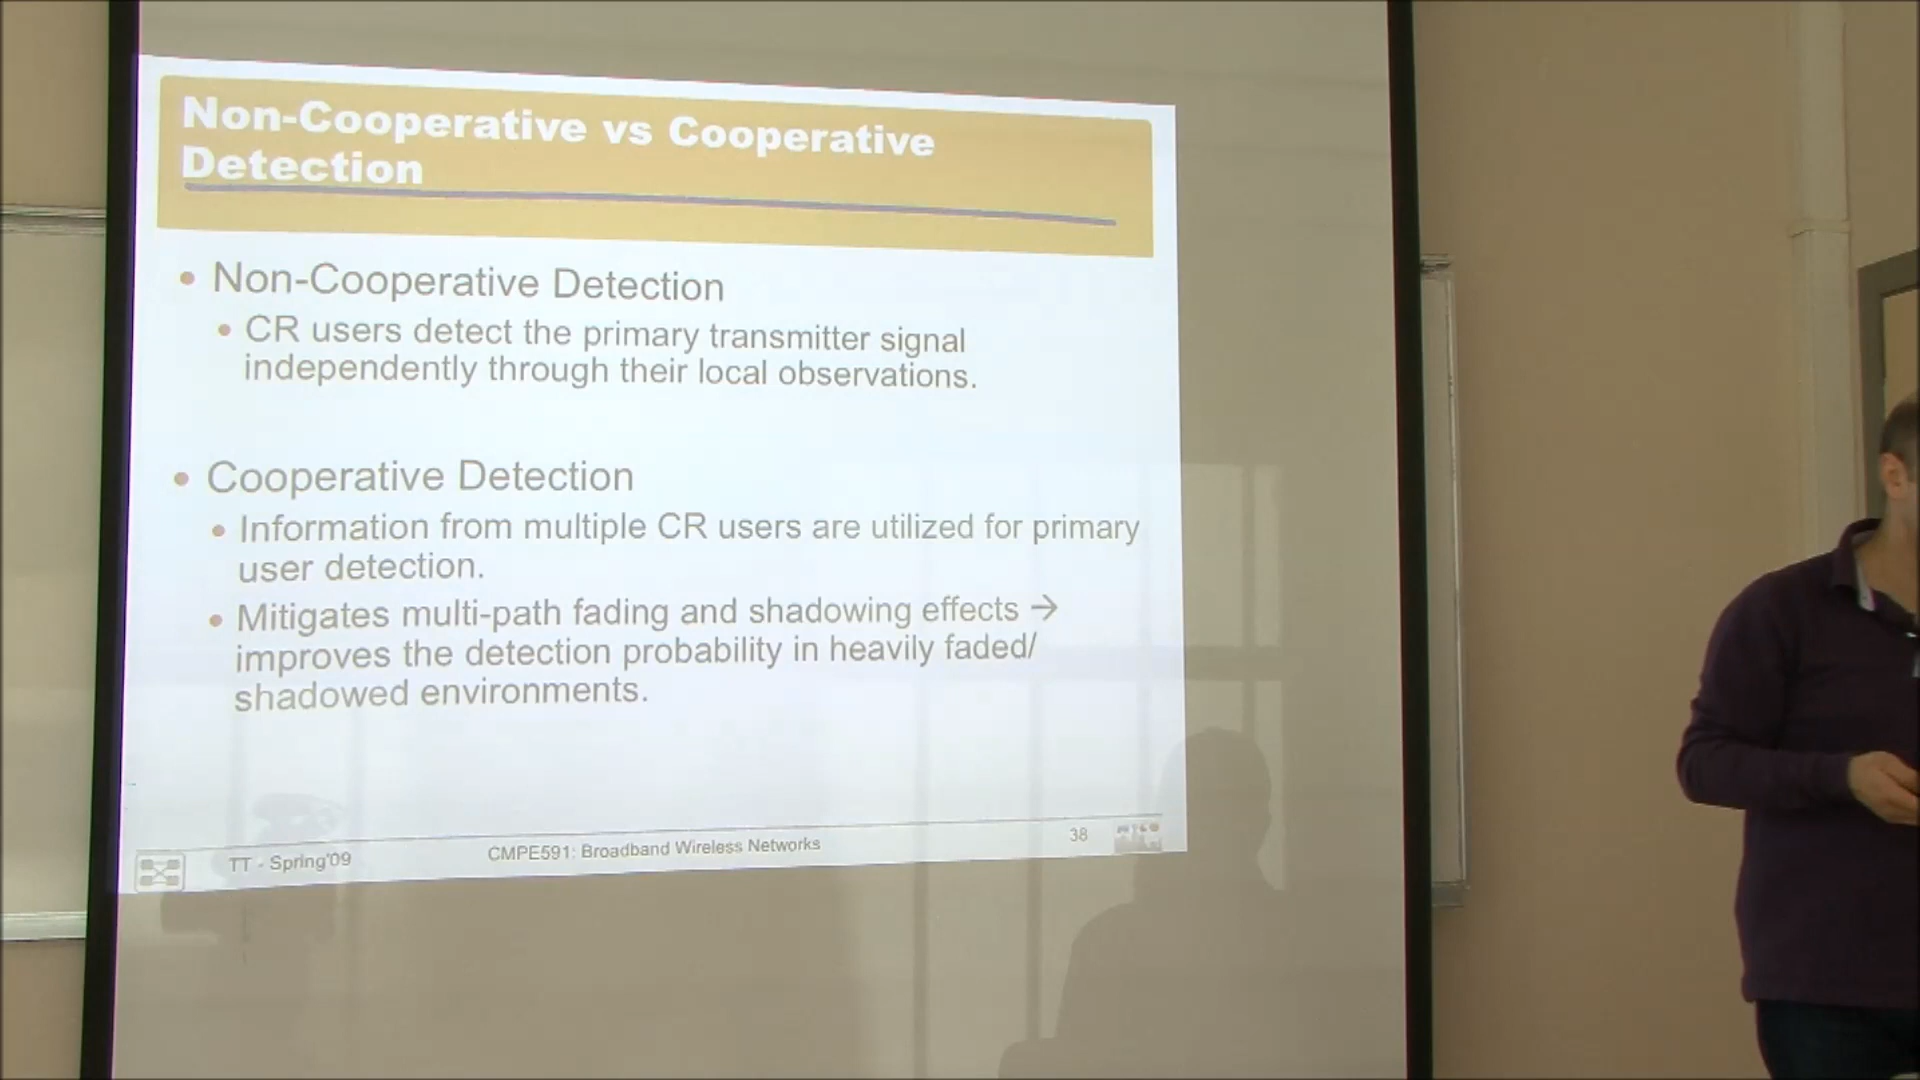 Non-Cooperative vs Cooperative
Detection
• Non-Cooperative Detection
• CR users detect the primary transmitter signal
independently through their local observations.
• Cooperative Detection
• Information from multiple CR users are utilized for primary
user detection.
• Mitigates multi-path fading and shadowing effects →
improves the detection probability in heavily faded/
shadowed environments.
TT - Spring'09
CMPE591: Broadband Wireless Networks
38